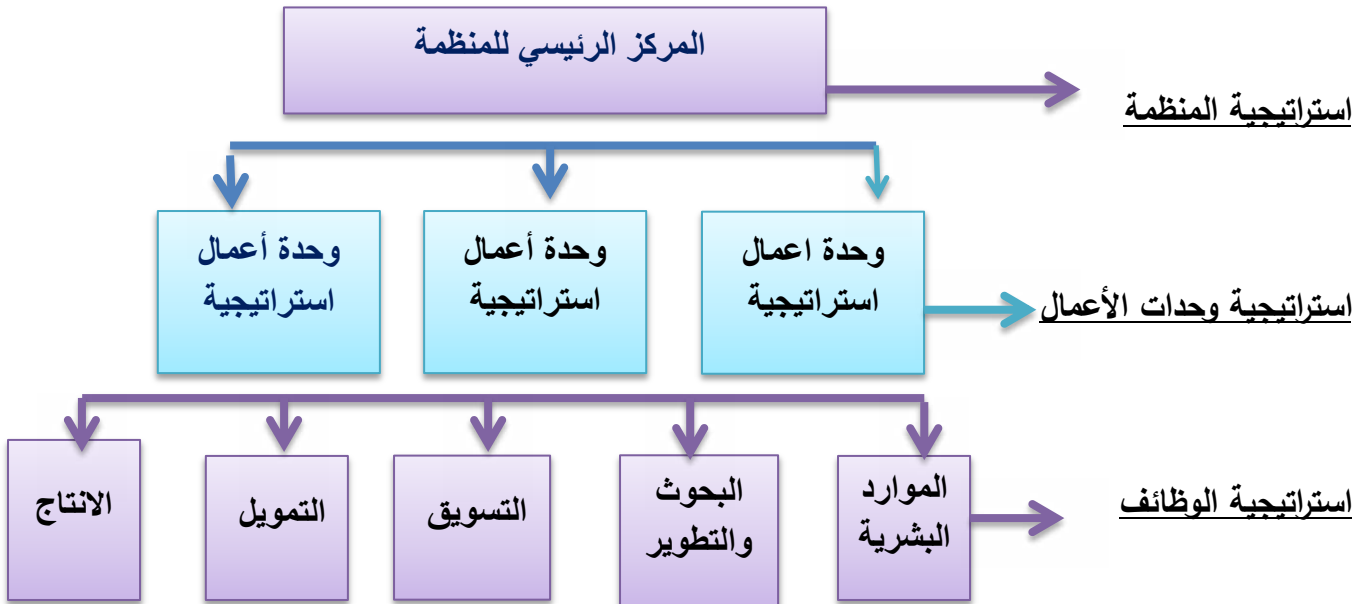 المركز الرئيسي للمنظمة
استراتيجية المنظمة
وحدة اعمال
استراتيجية
وحدة أعمال
استراتيجية
وحدة أعمال
استراتيجية
استراتيجية وحدات الأعمال
استراتيجية الوظائف
الموارد
البشرية
البحوث
والتطوير
التسويق
التمويل
الانتاج